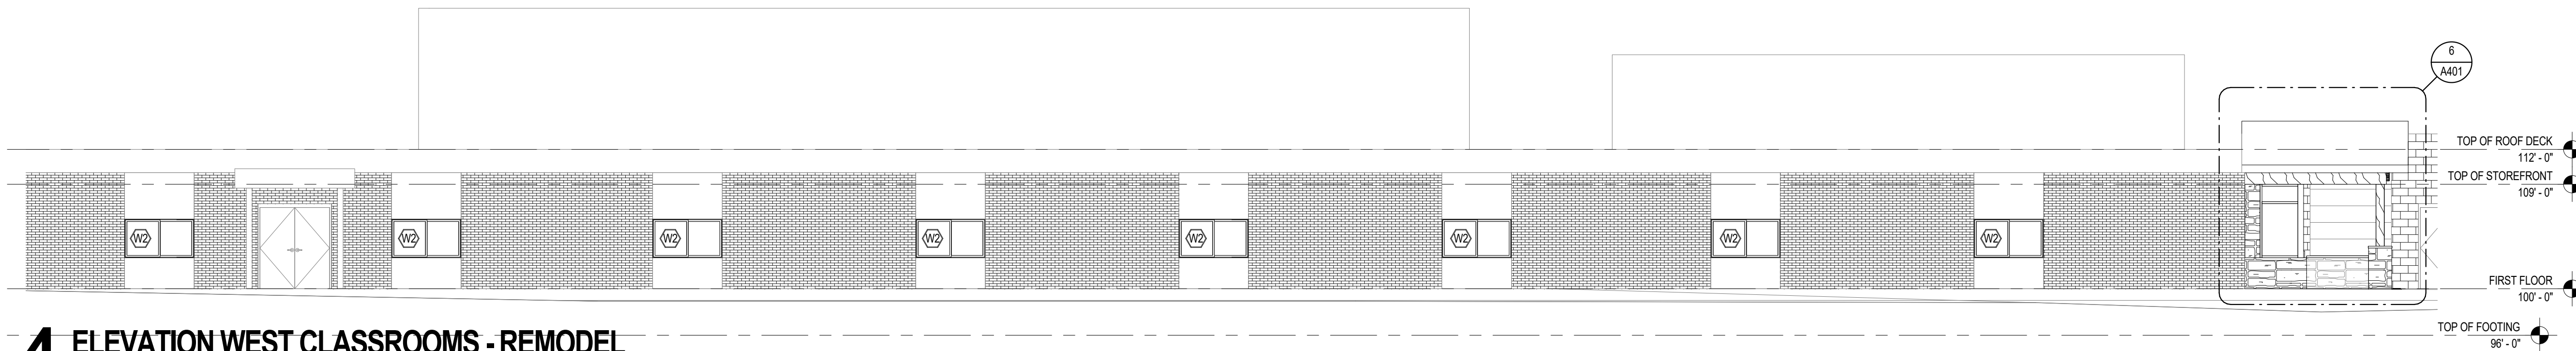 6
A401
TOP OF ROOF DECK
112' - 0"
TOP OF STOREFRONT
109' - 0"
W2 W2 W2 W2 W2 W2 W2 W2
FIRST FLOOR
100' - 0"
TOP OF FOOTING
96' - 0"
4 ELEVATION WEST CLASSROOMS - REMODEL